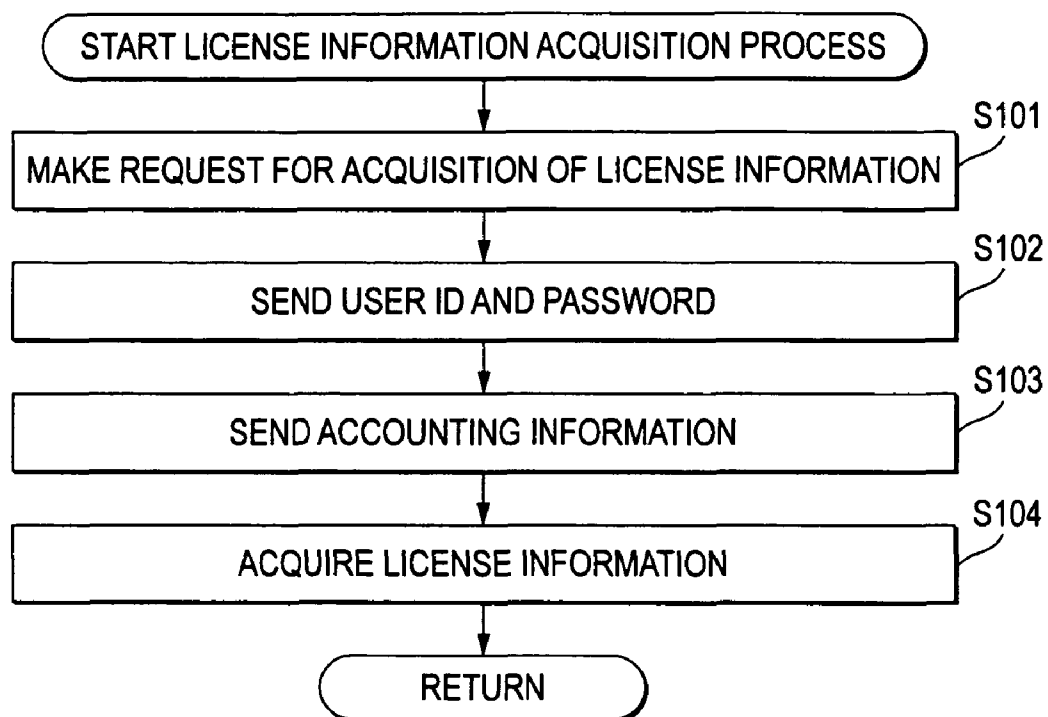 START LICENSE INFORMATION ACQUISITION PROCESS
S101
MAKE REQUEST FOR ACQUISITION OF LICENSE INFORMATION
S102
SEND USER ID AND PASSWORD
S103
SEND ACCOUNTING INFORMATION
S104
ACQUIRE LICENSE INFORMATION
RETURN